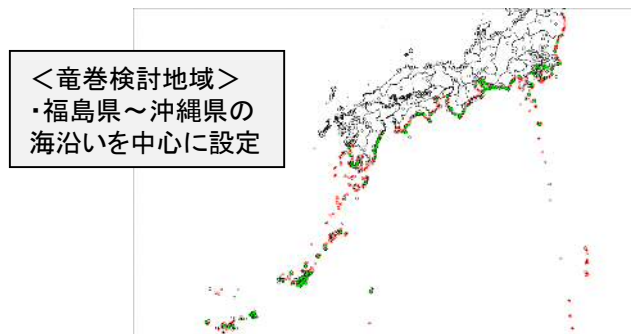 ＜竜巻検討地域＞
・福島県～沖縄県の
海沿いを中心に設定